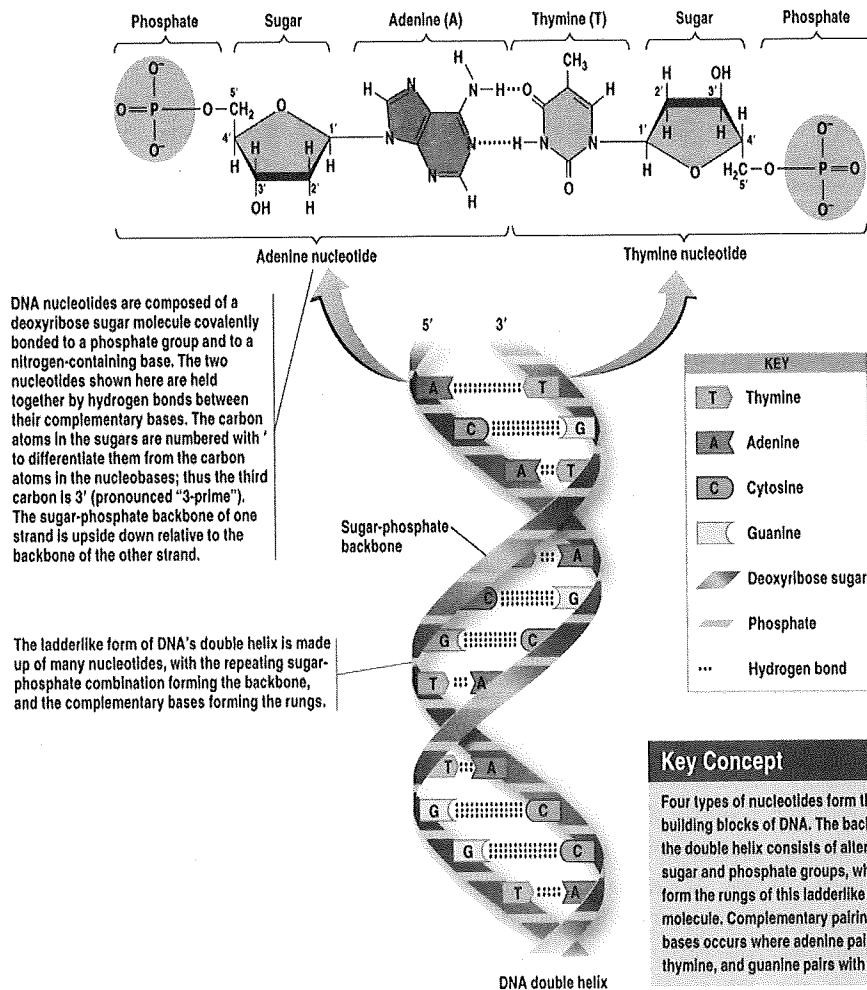 Phosphate Sugar Adenine (A) Thymine (T) Sugar Phosphate
O⁻ H CH₃ H OH
5′ N H N—H O 2′ 3′
O=P—O—CH₂ O H H H
O⁻ 4′ 1′ N N H—N N 1′ 4′ O⁻
H H H H N O H O H H₂C—O—P=O
3′ 2′ H 5′ O⁻
OH H
Adenine nucleotide Thymine nucleotide
DNA nucleotides are composed of a
deoxyribose sugar molecule covalently
bonded to a phosphate group and to a
nitrogen-containing base. The two
nucleotides shown here are held
together by hydrogen bonds between
their complementary bases. The carbon
atoms in the sugars are numbered with ′
to differentiate them from the carbon
atoms in the nucleobases; thus the third
carbon is 3′ (pronounced “3-prime”).
The sugar-phosphate backbone of one
strand is upside down relative to the
backbone of the other strand.
The ladderlike form of DNA’s double helix is made
up of many nucleotides, with the repeating sugar-
phosphate combination forming the backbone,
and the complementary bases forming the rungs.
5′ 3′
A T
C G
A T
Sugar-phosphate
backbone
A
C G
G C
T A
T A
G C
G C
T A
DNA double helix
KEY
T Thymine
A Adenine
C Cytosine
G Guanine
Deoxyribose sugar
Phosphate
Hydrogen bond
Key Concept
Four types of nucleotides form th
building blocks of DNA. The bac
the double helix consists of alter
sugar and phosphate groups, wh
form the rungs of this ladderlike
molecule. Complementary pairin
bases occurs where adenine pai
thymine, and guanine pairs with